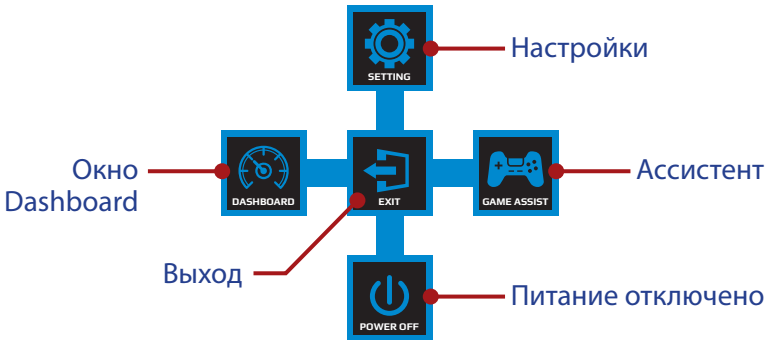 Настройки
SETTING
Окно
Dashboard
DASHBOARD
EXIT
GAME ASSIST
Ассистент
Выход
POWER OFF
Питание отключено